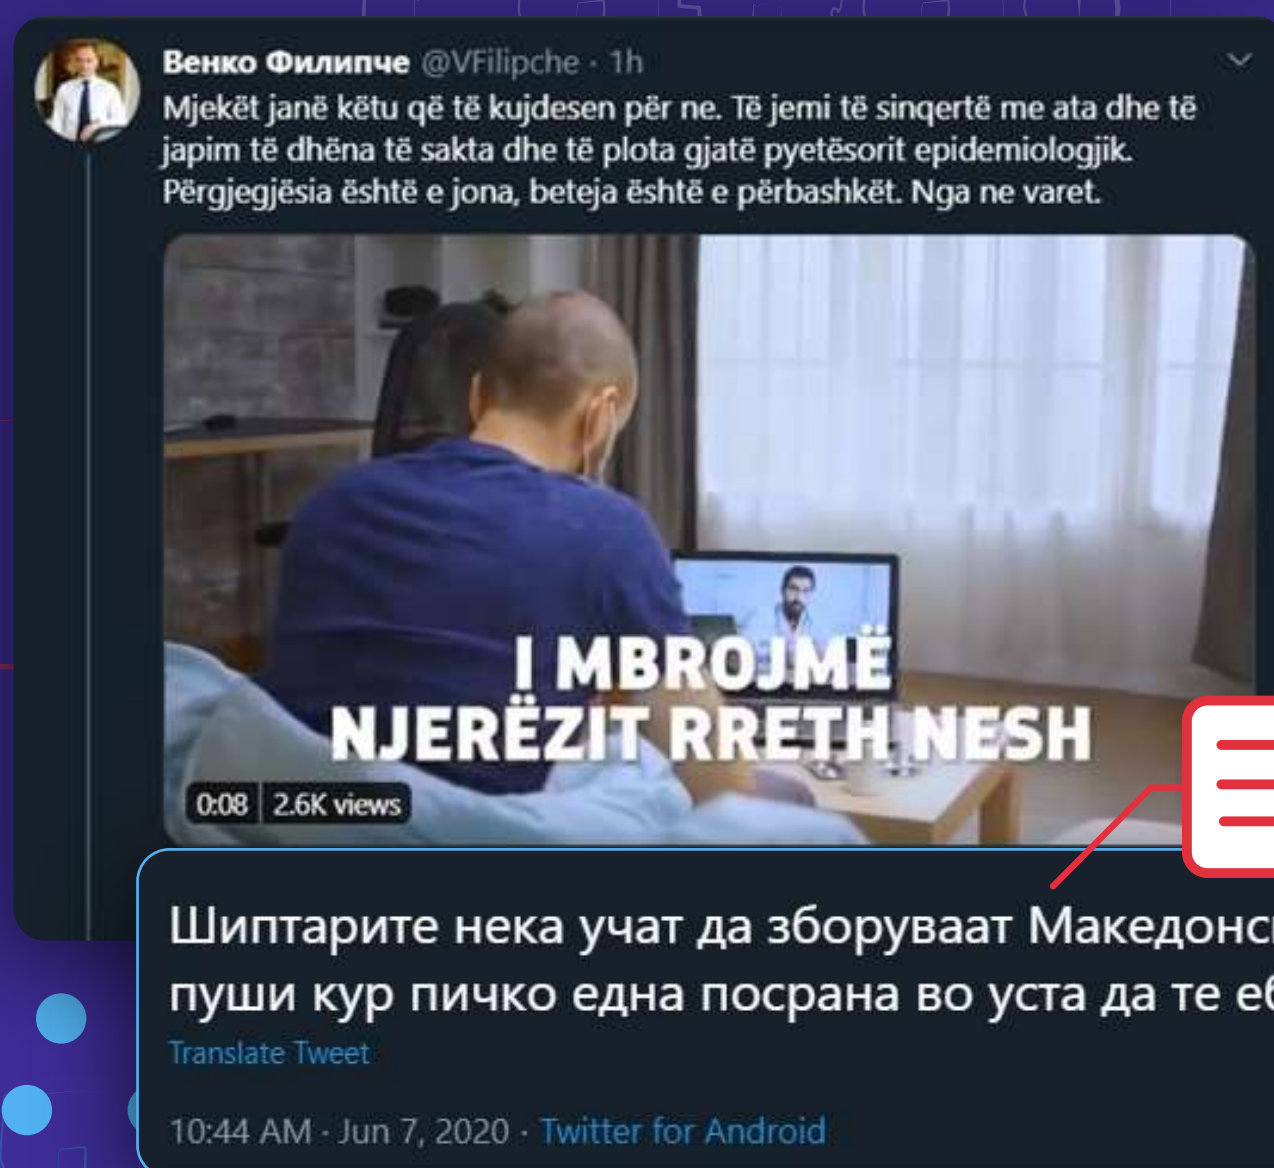 Венко Филипче @VFilipche · 1h
Mjekët janë këtu që të kujdesen për ne. Të jemi të sinqertë me ata dhe të
japim të dhëna të sakta dhe të plota gjatë pyetësorit epidemiologjik.
Përgjegjësia është e jona, beteja është e përbashkët. Nga ne varet.
I MBROJMË
NJERËZIT RRETH NESH
0:08 2.6K views
Шиптарите нека учат да зборуваат
пуши кур пичко една посрана во уста да те
Translate Tweet
10:44 AM · Jun 7, 2020 · Twitter for Android